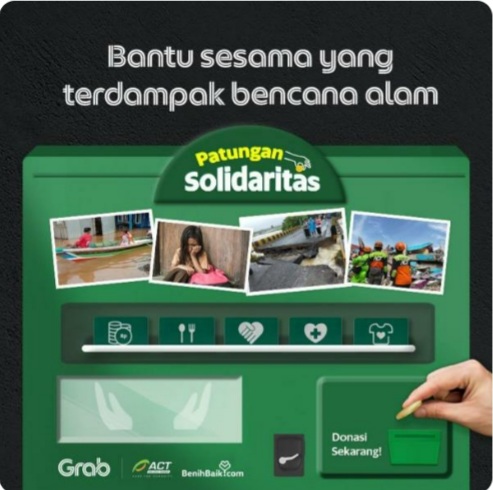 Bantu sesama yang
terdampak bencana alam
Patungan
solidaritas
Donasi
Sekarang!
Grab
ACT
BenihBaik.com